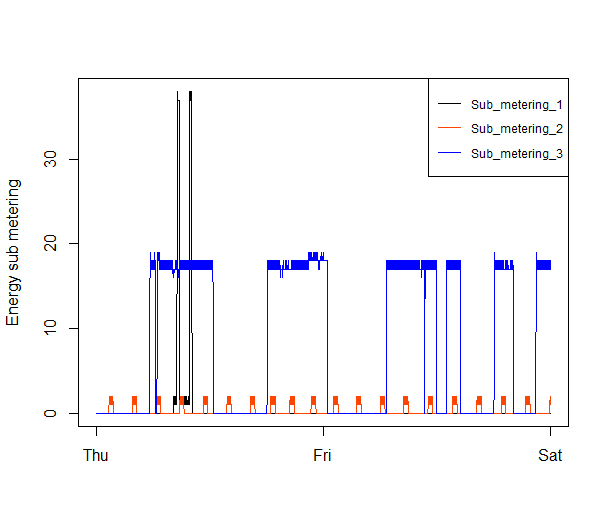 Sub_metering_1
Sub_metering_2
Sub_metering_3
Energy sub metering
30
20
10
0
Thu Fri Sat